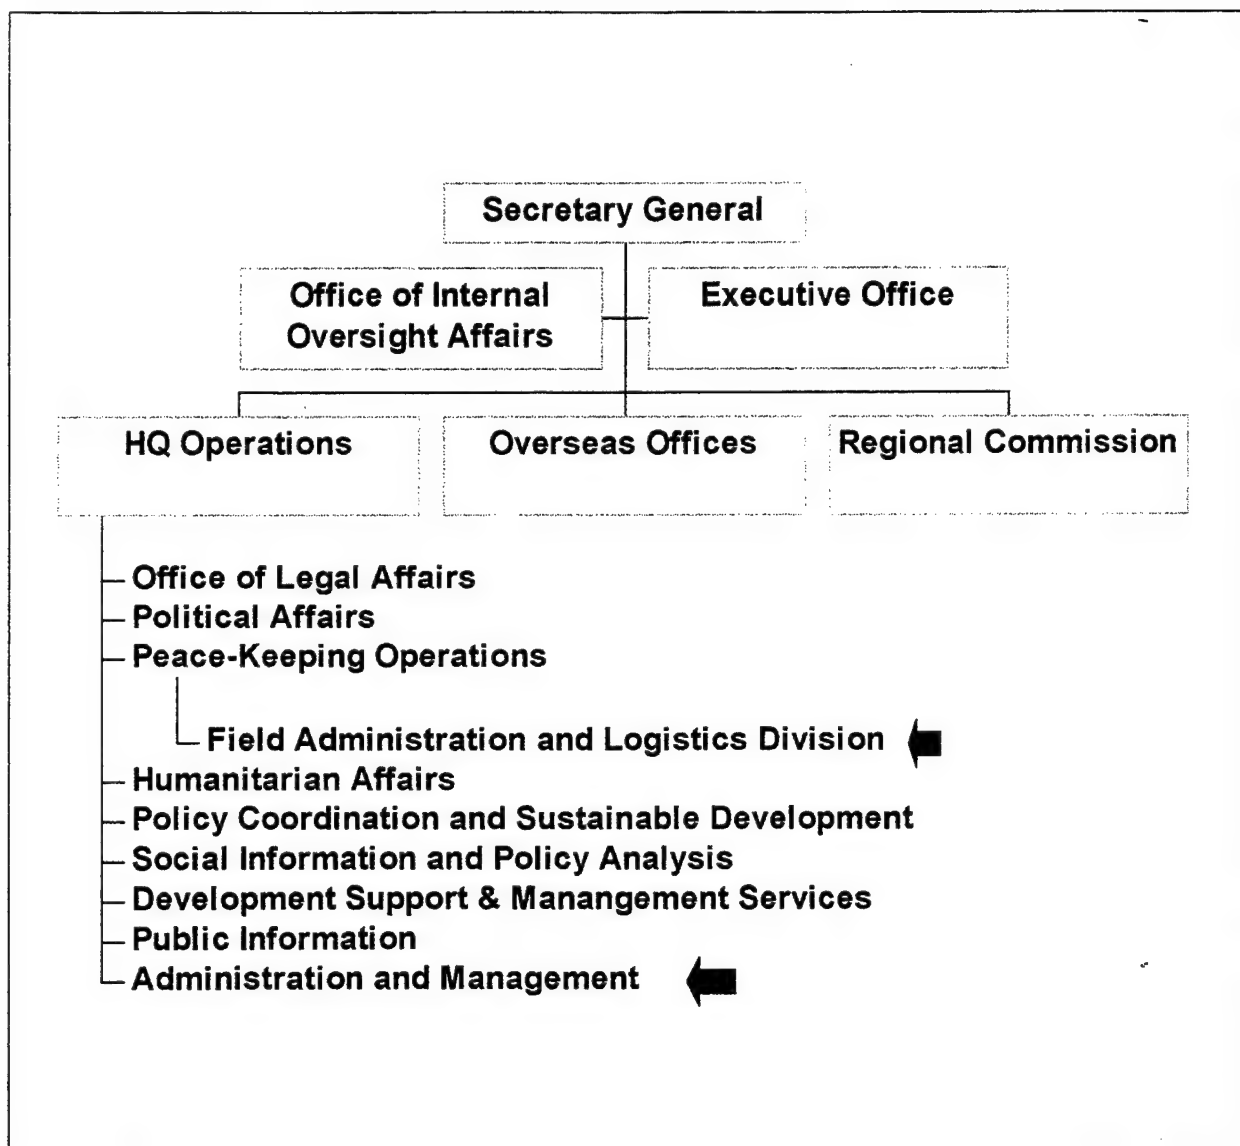 Secretary General
Office of Internal
Oversight Affairs
Executive Office
HQ Operations
Overseas Offices
Regional Commission
Office of Legal Affairs
Political Affairs
Peace-Keeping Operations
Field Administration and Logistics Division
Humanitarian Affairs
Policy Coordination and Sustainable Development
Social Information and Policy Analysis
Development Support & Manangement Services
Public Information
Administration and Management